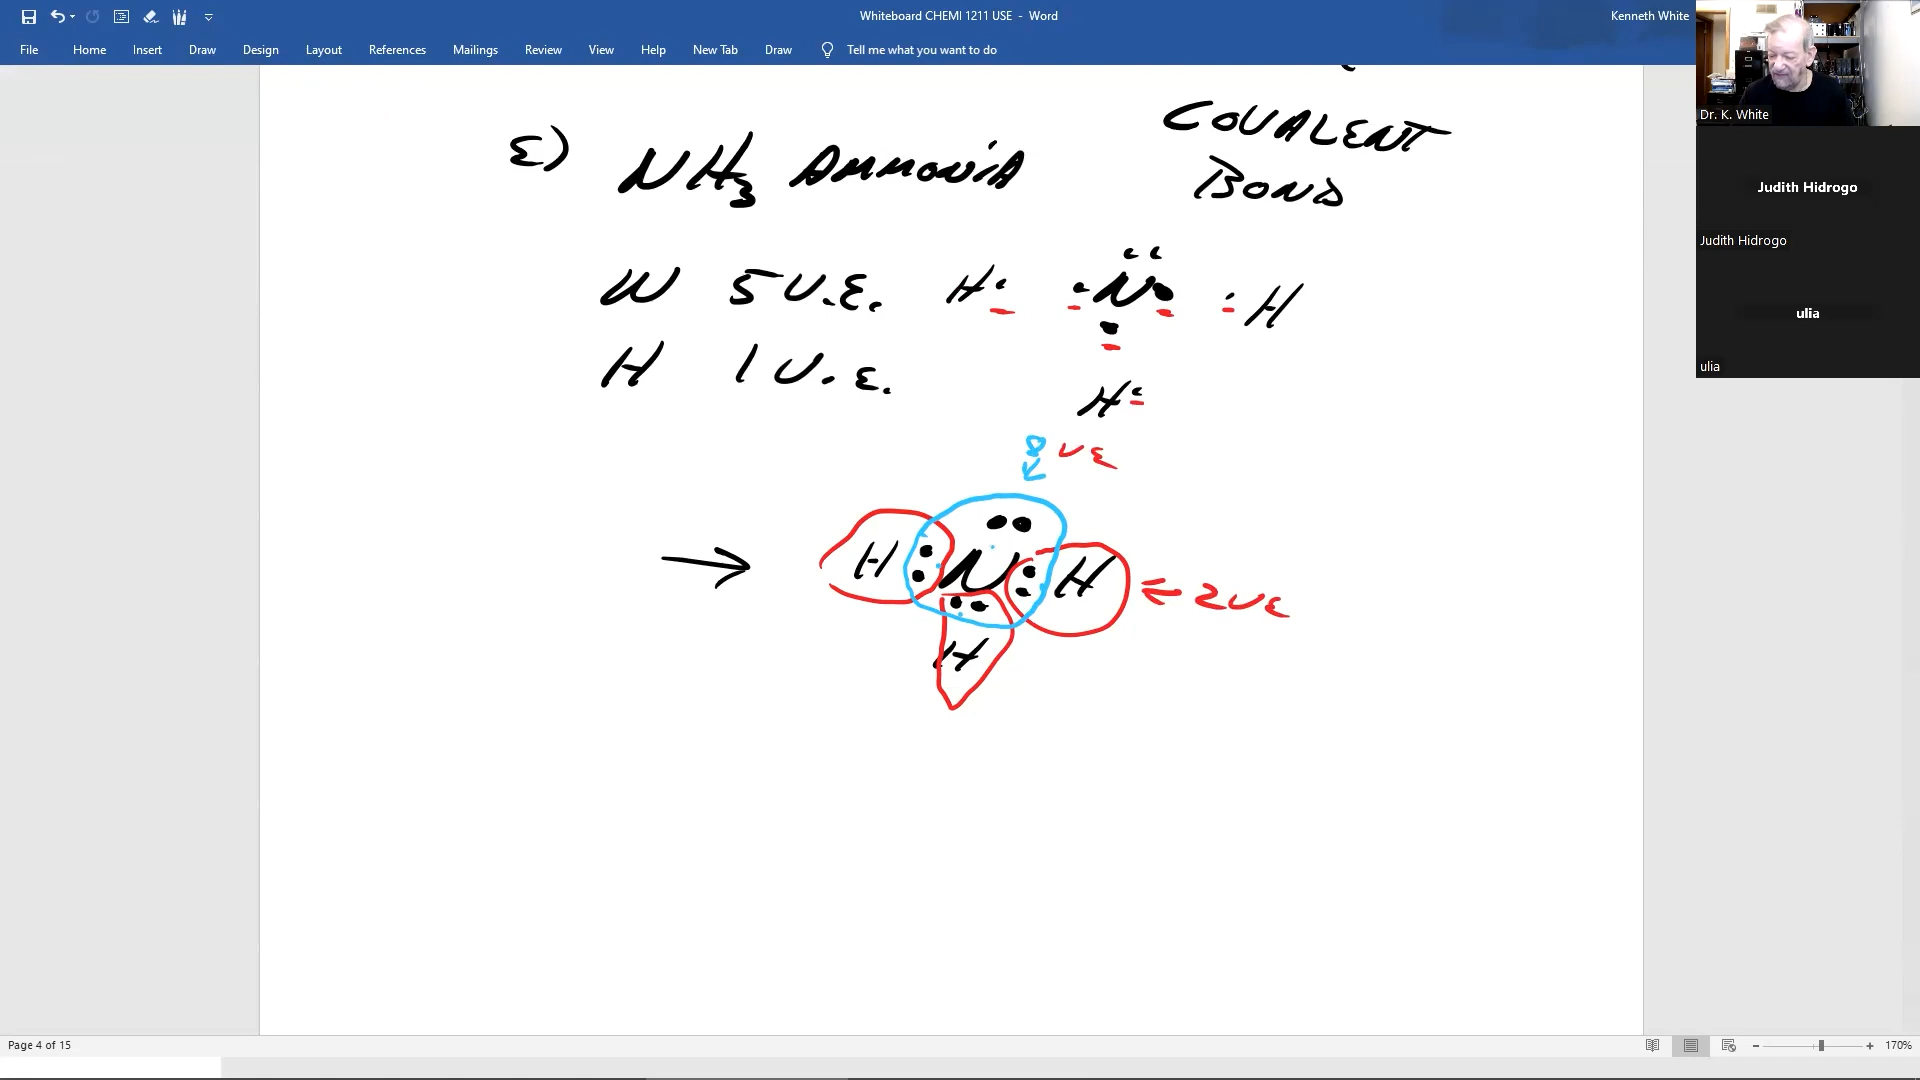 Whiteboard CHEMI 1211 USE - Word
Kenneth White
File Home Insert Draw Design Layout References Mailings Review View Help New Tab Draw Tell me what you want to do
Dr. K. White
Judith Hidrogo
Judith Hidrogo
ulia
ulia
COVALENT
BOND
E) NH3 AMMONIA
N 5 V.E. H N H
H 1 V.E.
H
8 VE
H N H ← 2VE
H
Page 4 of 15
170%